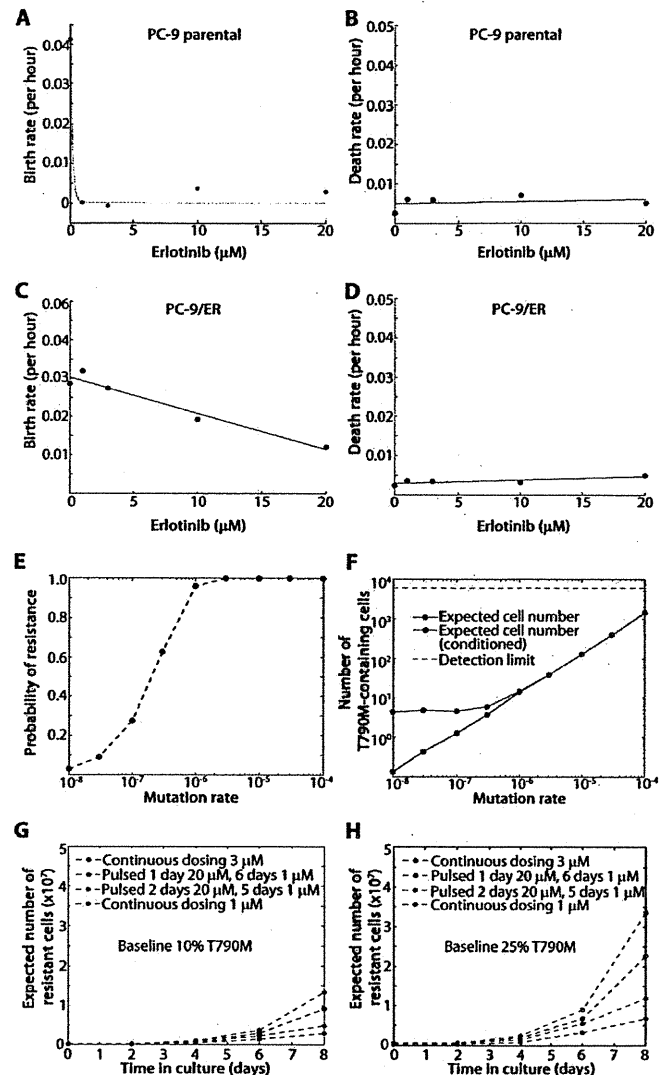 A
PC-9 parental
Birth rate (per hour)
0.04
0.03
0.02
0.01
0
0 5 10 15 20
Erlotinib (μM)
B
PC-9 parental
Death rate (per hour)
0.05
0.04
0.03
0.02
0.01
0 5 10 15 20
Erlotinib (μM)
C
PC-9/ER
Birth rate (per hour)
0.06
0.05
0.04
0.03
0.02
0.01
0 5 10 15 20
Erlotinib (μM)
D
PC-9/ER
Death rate (per hour)
0.05
0.04
0.03
0.02
0.01
0 5 10 15 20
Erlotinib (μM)
E
Probability of resistance
1.0
0.8
0.6
0.4
0.2
10⁻⁸ 10⁻⁷ 10⁻⁶ 10⁻⁵ 10⁻⁴
Mutation rate
F
Number of
T790M-containing cells
10⁴
10³
10²
10¹
10⁰
Expected cell number
Expected cell number
(conditioned)
Detection limit
10⁻⁸ 10⁻⁷ 10⁻⁶ 10⁻⁵ 10⁻⁴
Mutation rate
G
Expected number of
resistant cells (x10⁷)
5
4
3
2
1
0
Continuous dosing 3 μM
Pulsed 1 day 20 μM, 6 days 1 μM
Pulsed 2 days 20 μM, 5 days 1 μM
Continuous dosing 1 μM
Baseline 10% T790M
0 1 2 3 4 5 6 7 8
Time in culture (days)
H
Expected number of
resistant cells (x10⁷)
5
4
3
2
1
0
Continuous dosing 3 μM
Pulsed 1 day 20 μM, 6 days 1 μM
Pulsed 2 days 20 μM, 5 days 1 μM
Continuous dosing 1 μM
Baseline 25% T790M
0 1 2 3 4 5 6 7 8
Time in culture (days)